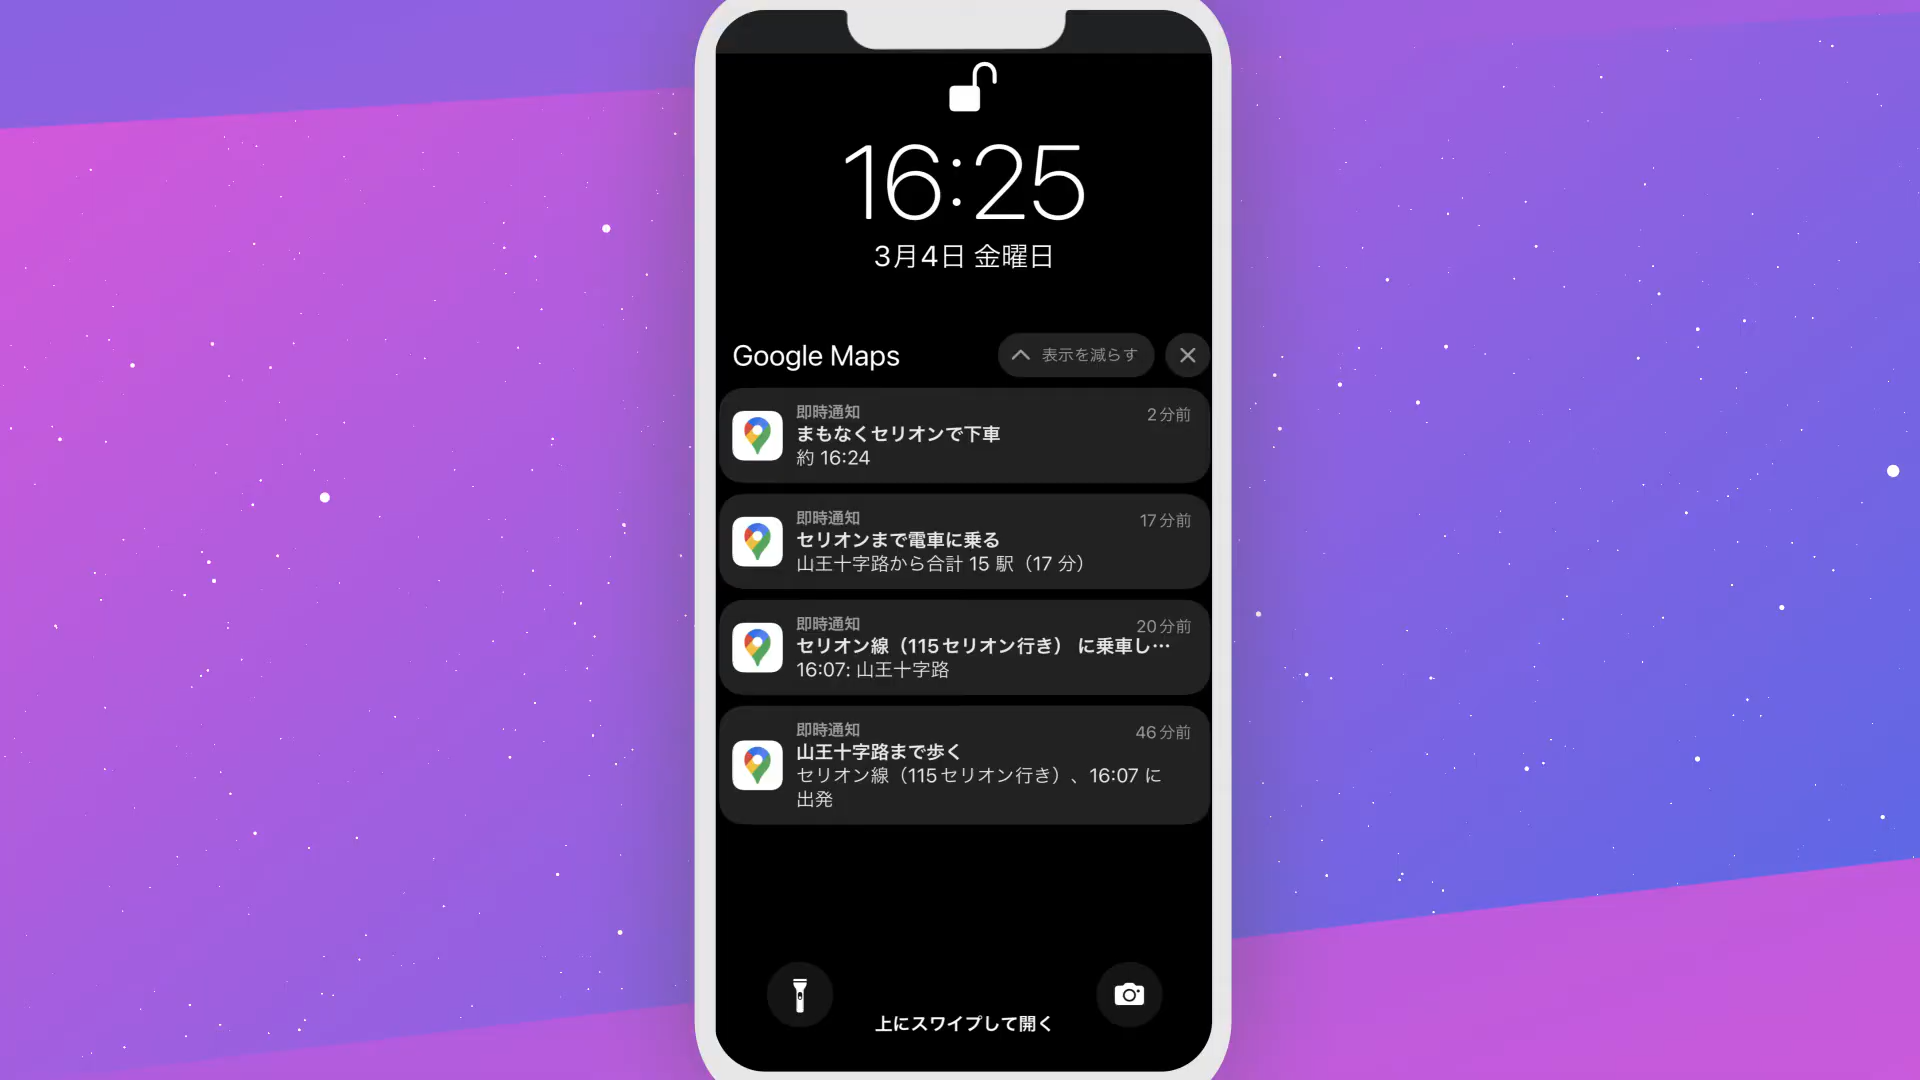 16:25
3月4日 金曜日
Google Maps
表示を減らす
即時通知
2分前
まもなくセリオンで下車
約 16:24
即時通知
17分前
セリオンまで電車に乗る
山王十字路から合計 15 駅（17 分）
即時通知
20分前
セリオン線（115セリオン行き） に乗車し…
16:07: 山王十字路
即時通知
46分前
山王十字路まで歩く
セリオン線（115セリオン行き）、16:07 に
出発
上にスワイプして開く